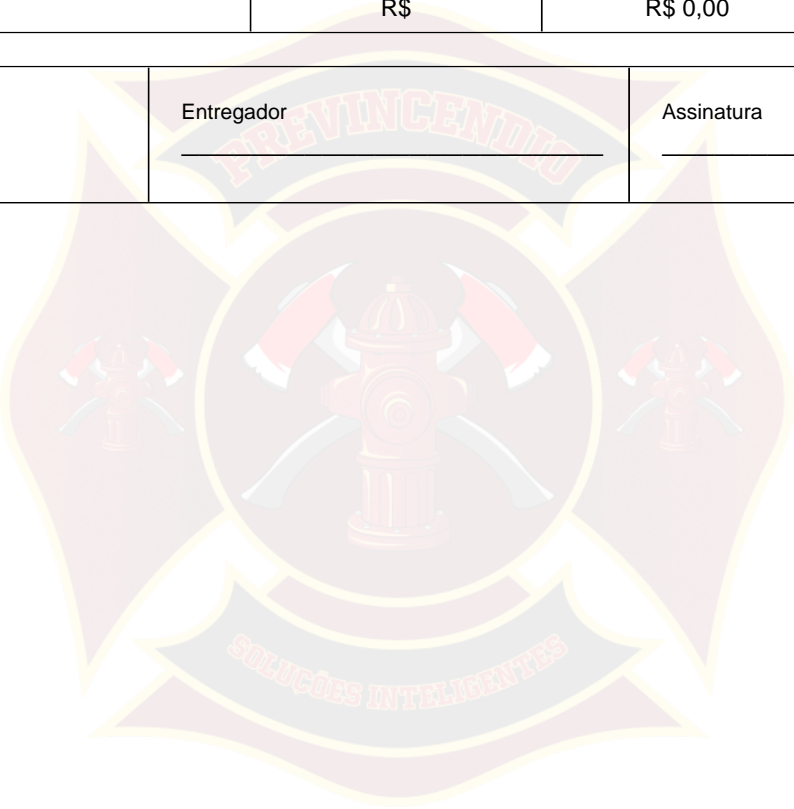 R$ R$ 0,00
Entregador Assinatura
PREVINCENDIO
SOLUÇÕES INTELIGENTES